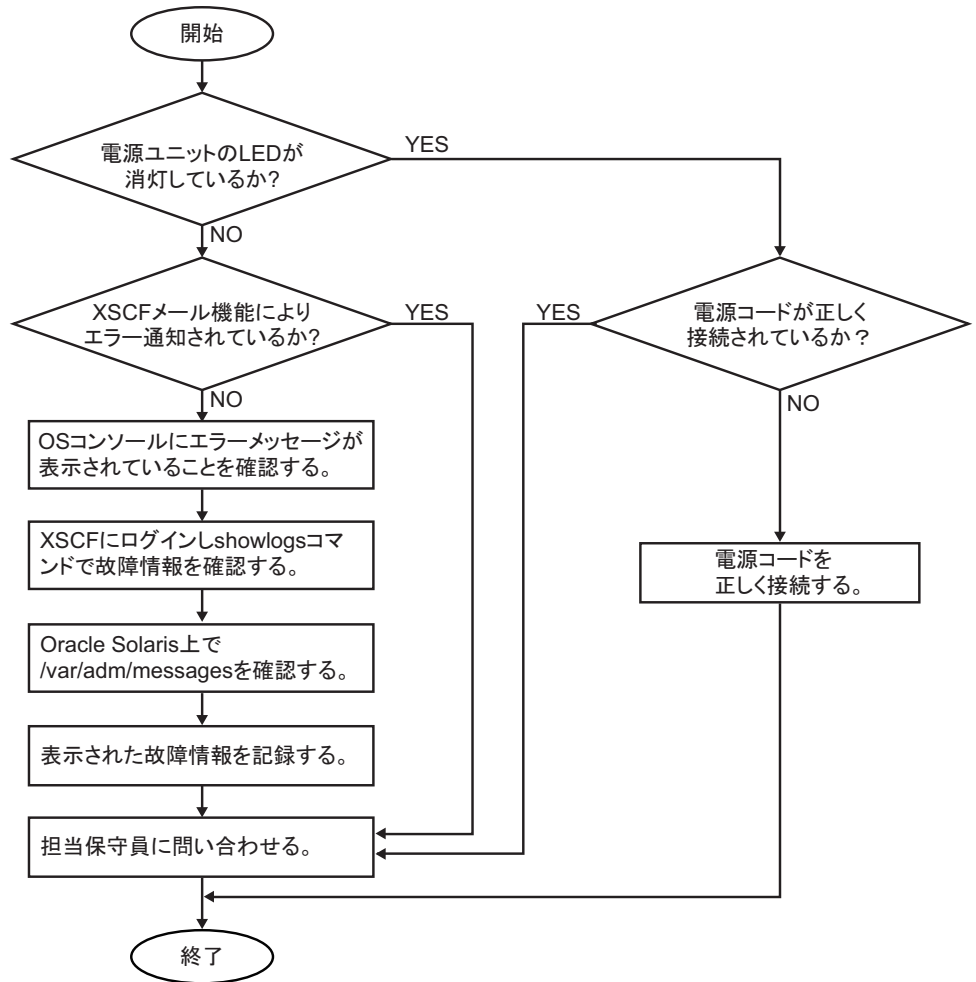 開始
電源ユニットのLEDが
消灯しているか?
YES
NO
XSCFメール機能により
エラー通知されているか?
YES
YES
電源コードが正しく
接続されているか？
NO
NO
OSコンソールにエラーメッセージが
表示されていることを確認する。
XSCFにログインしshowlogsコマ
ンドで故障情報を確認する。
電源コードを
正しく接続する。
Oracle Solaris上で
/var/adm/messagesを確認する。
表示された故障情報を記録する。
担当保守員に問い合わせる。
終了